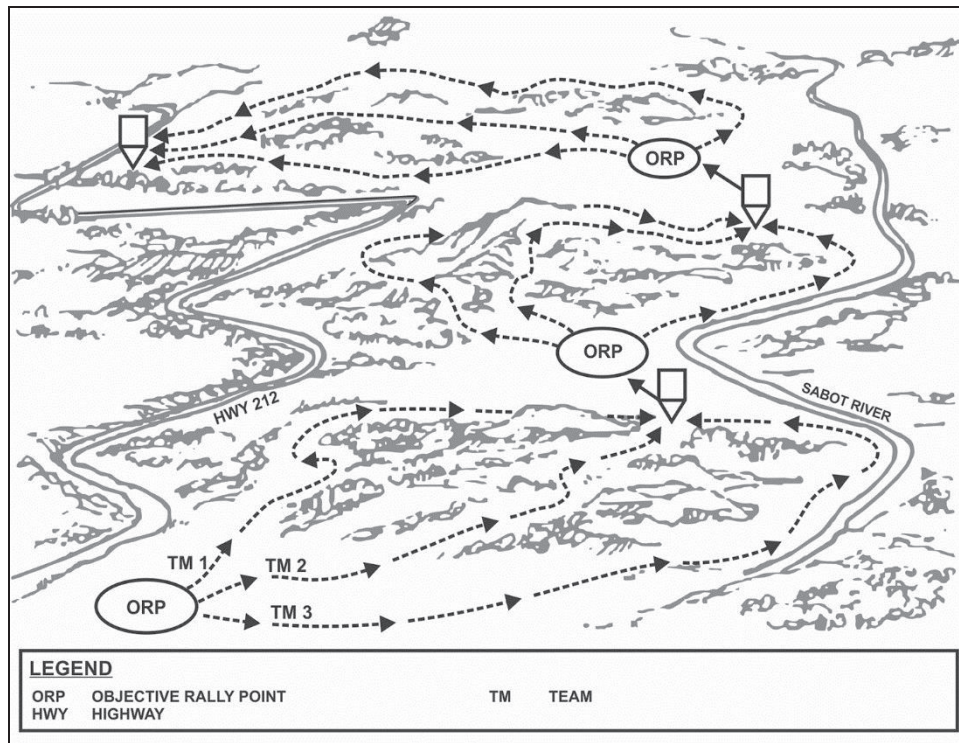 ORP
ORP
HWY 212
SABOT RIVER
TM 1
TM 2
ORP
TM 3
LEGEND
ORP OBJECTIVE RALLY POINT TM TEAM
HWY HIGHWAY